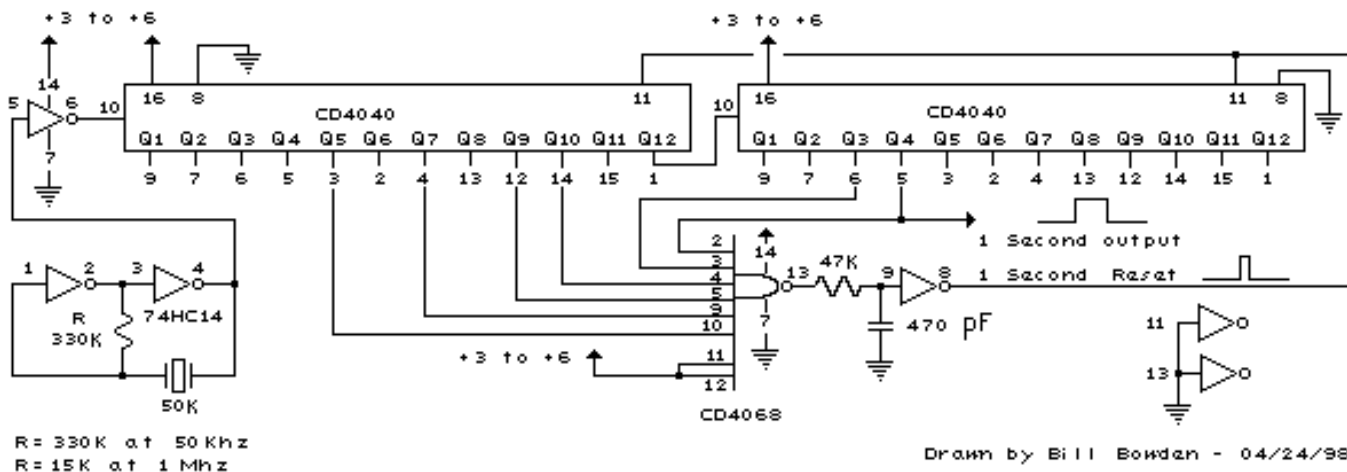 +3 to +6
+3 to +6
14
5
6
7
10
16
8
11
CD4040
Q1 Q2 Q3 Q4 Q5 Q6 Q7 Q8 Q9 Q10 Q11 Q12
9 7 6 5 3 2 4 13 12 14 15 1
10
16
11
8
CD4040
Q1 Q2 Q3 Q4 Q5 Q6 Q7 Q8 Q12 Q10 Q11 Q12
9 7 6 5 3 2 4 13 12 14 15 1
1 Second output
1 Second Reset
1
2
3
4
74HC14
R
330K
50K
2
3
4
5
9
10
11
12
14
7
13
CD4068
+3 to +6
47K
9
8
470 pF
11
13
R= 330K at 50 Khz
R= 15K at 1 Mhz
Drawn by Bill Bowden - 04/24/98